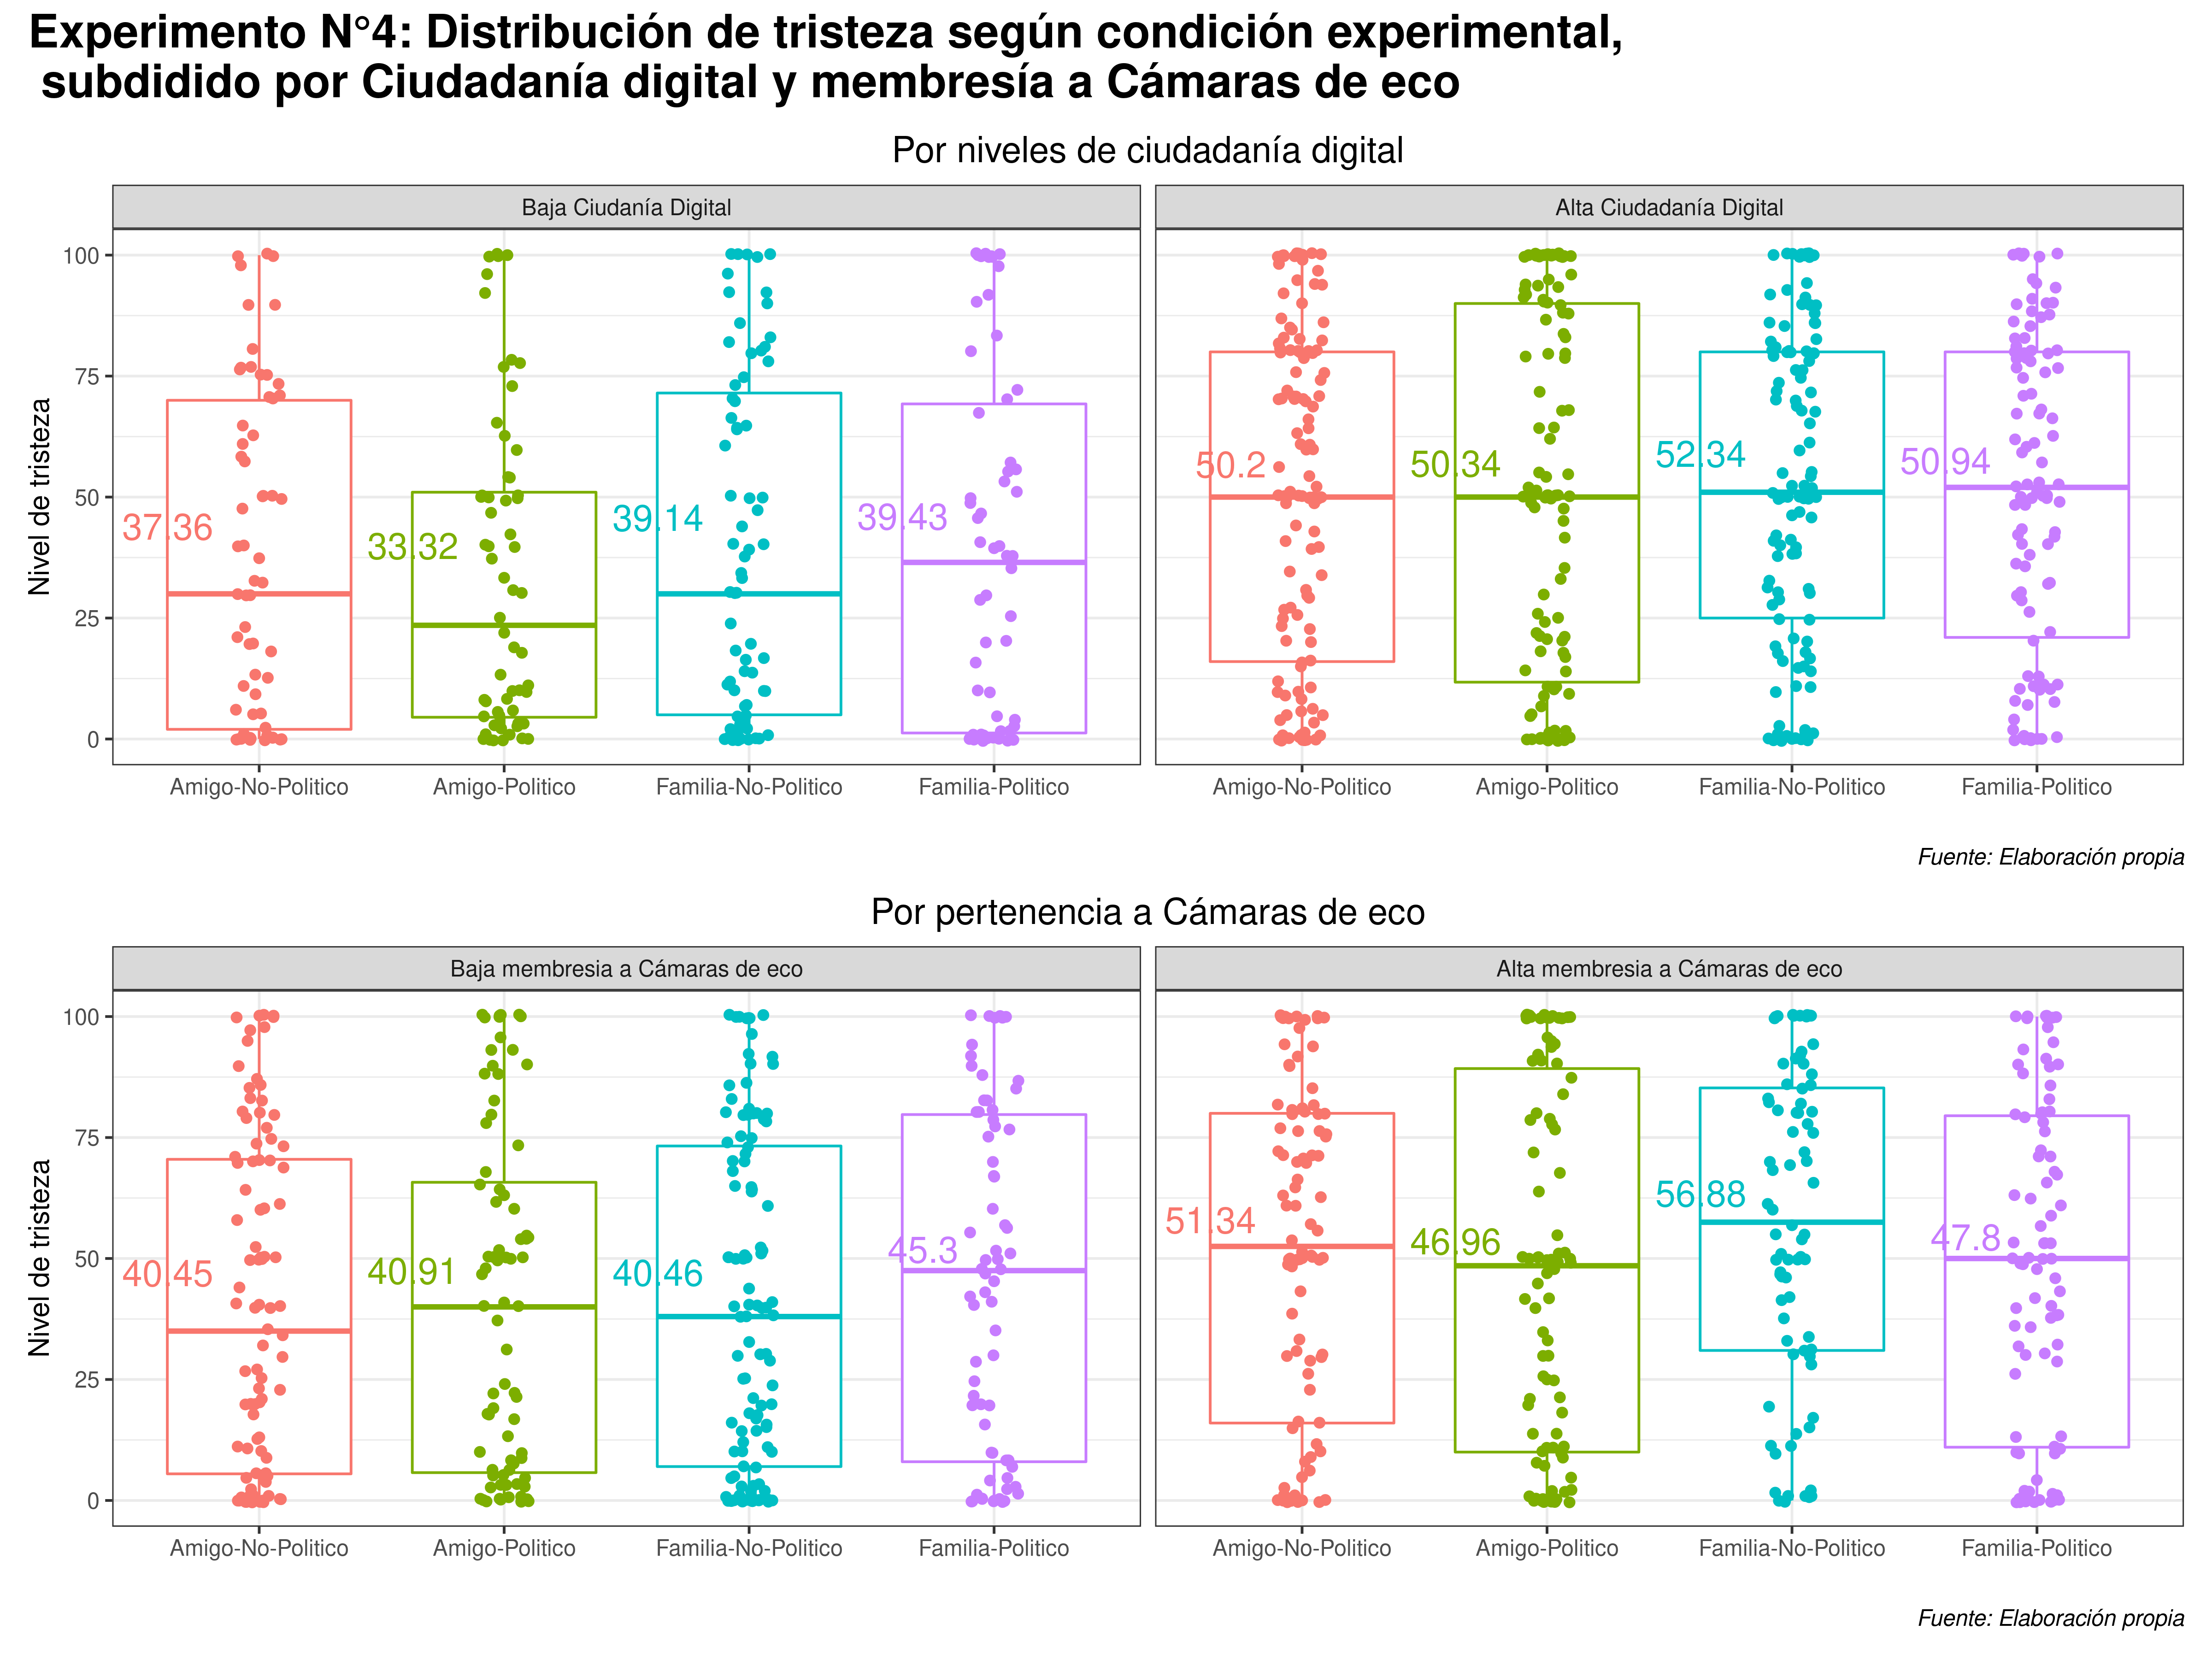 Experimento N°4: Distribución de tristeza según condición experimental,
subdidido por Ciudadanía digital y membresía a Cámaras de eco
Por niveles de ciudadanía digital
Baja Ciudanía Digital
Alta Ciudadanía Digital
Nivel de tristeza
100
75
50
25
0
37.36
33.32
39.14
39.43
50.2
50.34
52.34
50.94
Amigo-No-Politico
Amigo-Politico
Familia-No-Politico
Familia-Politico
Amigo-No-Politico
Amigo-Politico
Familia-No-Politico
Familia-Politico
Fuente: Elaboración propia
Por pertenencia a Cámaras de eco
Baja membresia a Cámaras de eco
Alta membresia a Cámaras de eco
Nivel de tristeza
100
75
50
25
0
40.45
40.91
40.46
45.3
51.34
46.96
56.88
47.8
Amigo-No-Politico
Amigo-Politico
Familia-No-Politico
Familia-Politico
Amigo-No-Politico
Amigo-Politico
Familia-No-Politico
Familia-Politico
Fuente: Elaboración propia